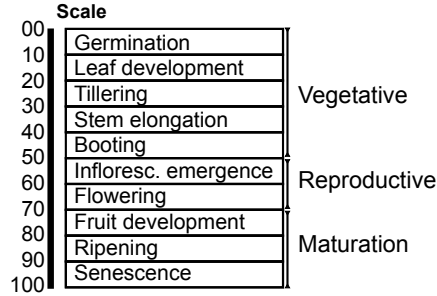 Scale
00
Germination
10
Leaf development
20
Tillering
Vegetative
30
Stem elongation
40
Booting
50
Infloresc. emergence
Reproductive
60
Flowering
70
Fruit development
80
Ripening
Maturation
90
Senescence
100